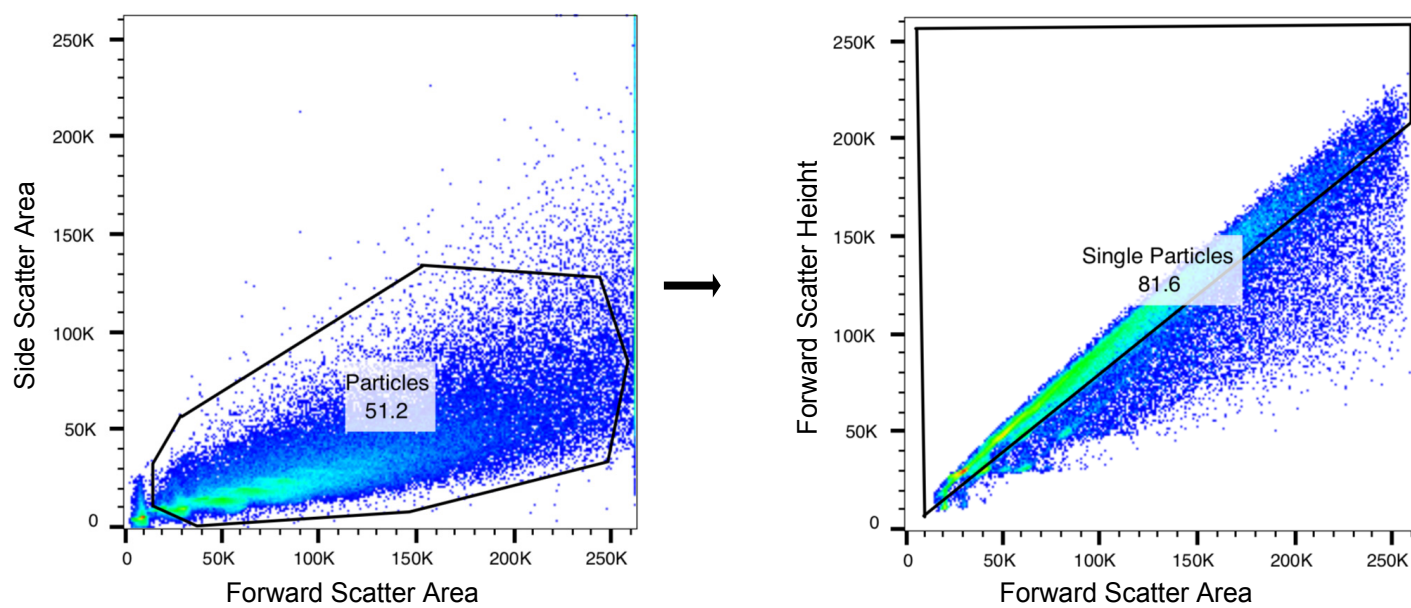 Side Scatter Area
250K
200K
150K
100K
50K
0
Particles
51.2
0
50K
100K
150K
200K
250K
Forward Scatter Area
Forward Scatter Height
250K
200K
150K
100K
50K
0
Single Particles
81.6
0
50K
100K
150K
200K
250K
Forward Scatter Area